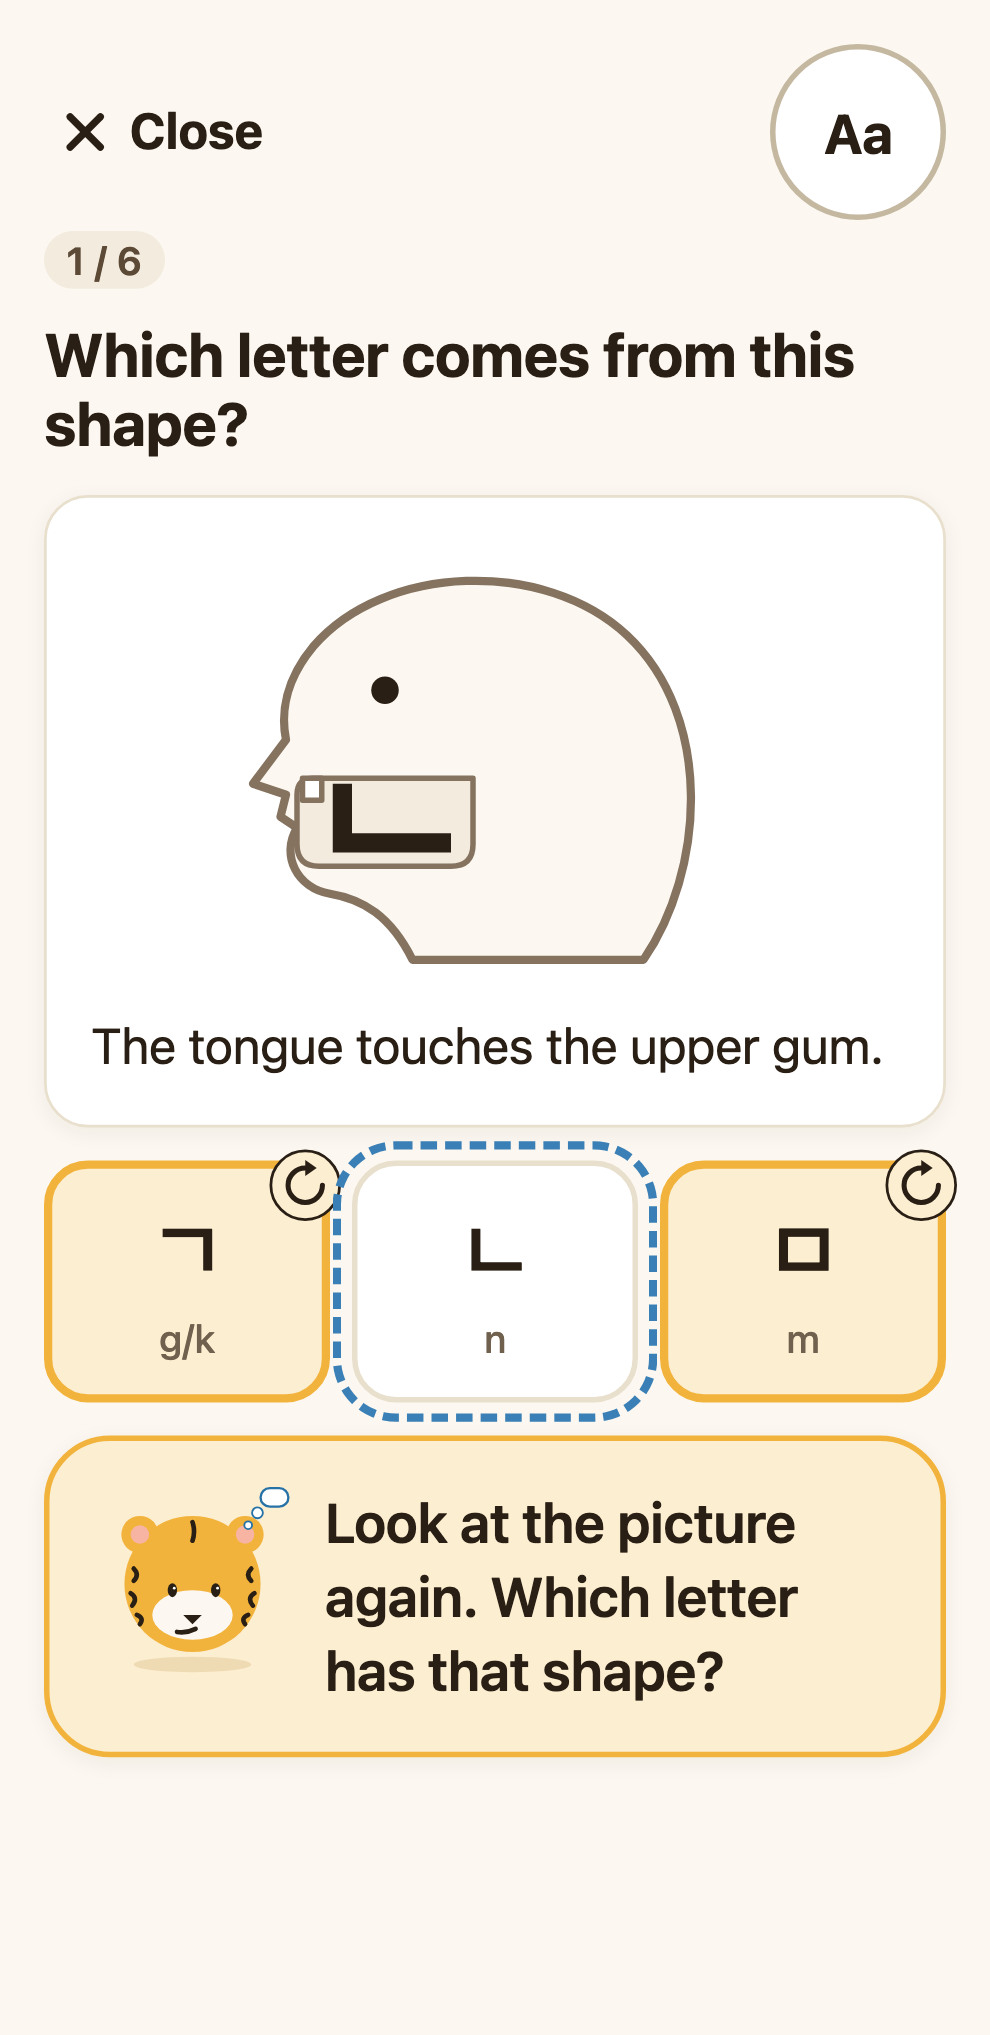 Close
Aa
1 / 6
Which letter comes from this
shape?
The tongue touches the upper gum.
ㄱ
ㄴ
ㅁ
g/k
n
m
Look at the picture
again. Which letter
has that shape?